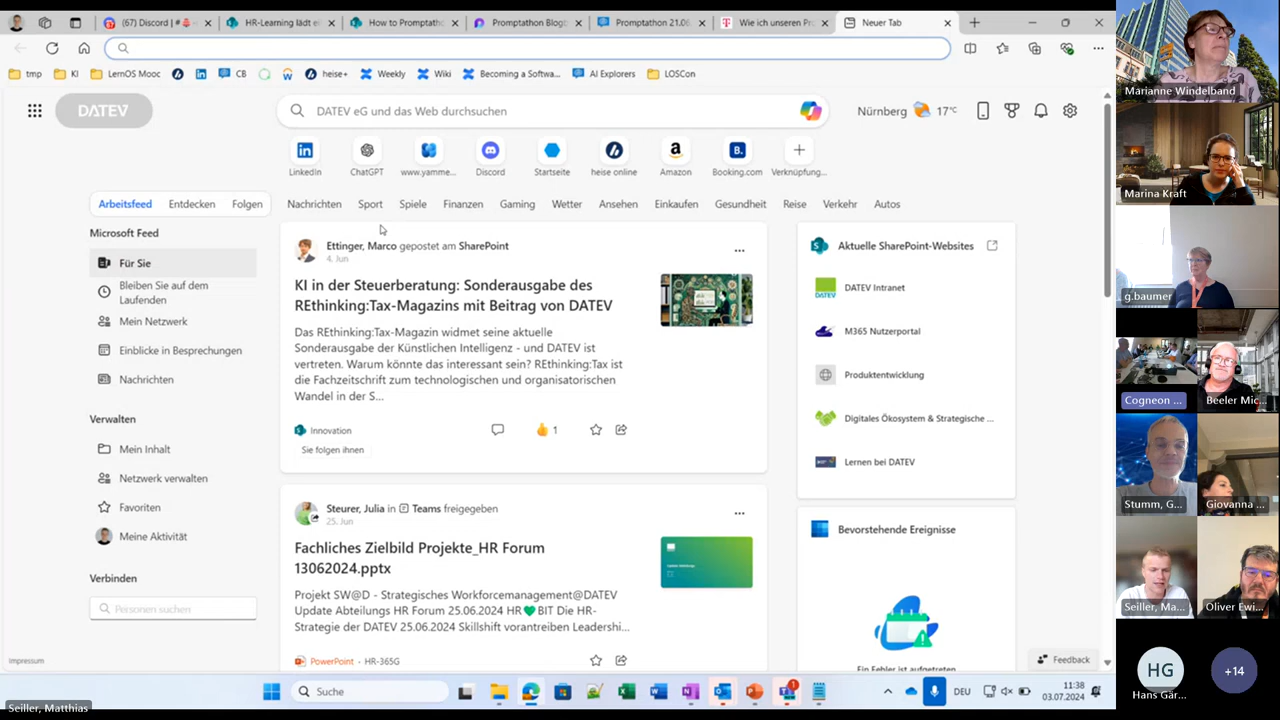 (67) Discord |
HR-Learning lädt ei
How to Promptatho
Promptathon Blog
Promptathon 21.06.
Wie ich unseren Pr
Neuer Tab
tmp
KI
LernOS Mooc
CB
heise+
Weekly
Wiki
Becoming a Softwa...
AI Explorers
LOSCon
DATEV
DATEV eG und das Web durchsuchen
Nürnberg
17°C
LinkedIn
ChatGPT
www.yamme...
Discord
Startseite
heise online
Amazon
Booking.com
Verknüpfung...
Arbeitsfeed
Entdecken
Folgen
Nachrichten
Sport
Spiele
Finanzen
Gaming
Wetter
Ansehen
Einkaufen
Gesundheit
Reise
Verkehr
Autos
Microsoft Feed
Für Sie
Bleiben Sie auf dem
Laufenden
Mein Netzwerk
Einblicke in Besprechungen
Nachrichten
Verwalten
Mein Inhalt
Netzwerk verwalten
Favoriten
Meine Aktivität
Verbinden
Personen suchen
Impressum
Ettinger, Marco gepostet am SharePoint
4. Jun
KI in der Steuerberatung: Sonderausgabe des
REthinking:Tax-Magazins mit Beitrag von DATEV
Das REthinking:Tax-Magazin widmet seine aktuelle
Sonderausgabe der Künstlichen Intelligenz - und DATEV ist
vertreten. Warum könnte das interessant sein? REthinking:Tax ist
die Fachzeitschrift zum technologischen und organisatorischen
Wandel in der S...
Innovation
1
Sie folgen ihnen
Steurer, Julia in Teams freigegeben
25. Jun
Fachliches Zielbild Projekte_HR Forum
13062024.pptx
Projekt SW@D - Strategisches Workforcemanagement@DATEV
Update Abteilungs HR Forum 25.06.2024 HR💚BIT Die HR-
Strategie der DATEV 25.06.2024 Skillshift vorantreiben Leadershi...
PowerPoint • HR-365G
Aktuelle SharePoint-Websites
DATEV Intranet
M365 Nutzerportal
Produktentwicklung
Digitales Ökosystem & Strategische ...
Lernen bei DATEV
Bevorstehende Ereignisse
Ein Fehler ist aufgetreten
Feedback
Suche
DEU
11:38
03.07.2024
Seiller, Matthias
Marianne Windelband
Marina Kraft
g.baumer
Cogneon ...
Beeler Mic...
Stumm, G...
Giovanna ...
Seiller, Ma...
Oliver Ewi...
HG
Hans Gär...
+14